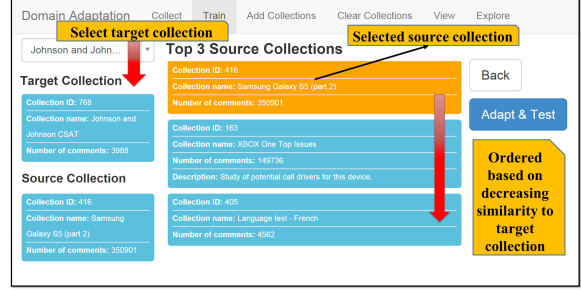 Domain Adaptation Collect Train Add Collections Clear Collections View Explore
Select target collection
Selected source collection
Johnson and John...
Top 3 Source Collections
Target Collection
Collection ID: 768
Collection name: Johnson and
Johnson CSAT
Number of comments: 3988
Source Collection
Collection ID: 416
Collection name: Samsung
Galaxy S5 (part 2)
Number of comments: 350901
Collection ID: 416
Collection name: Samsung Galaxy S5 (part 2)
Number of comments: 350901
Collection ID: 163
Collection name: XBOX One Top Issues
Number of comments: 149736
Description: Study of potential call drivers for this device.
Collection ID: 405
Collection name: Language test - French
Number of comments: 4562
Back
Adapt & Test
Ordered
based on
decreasing
similarity to
target
collection